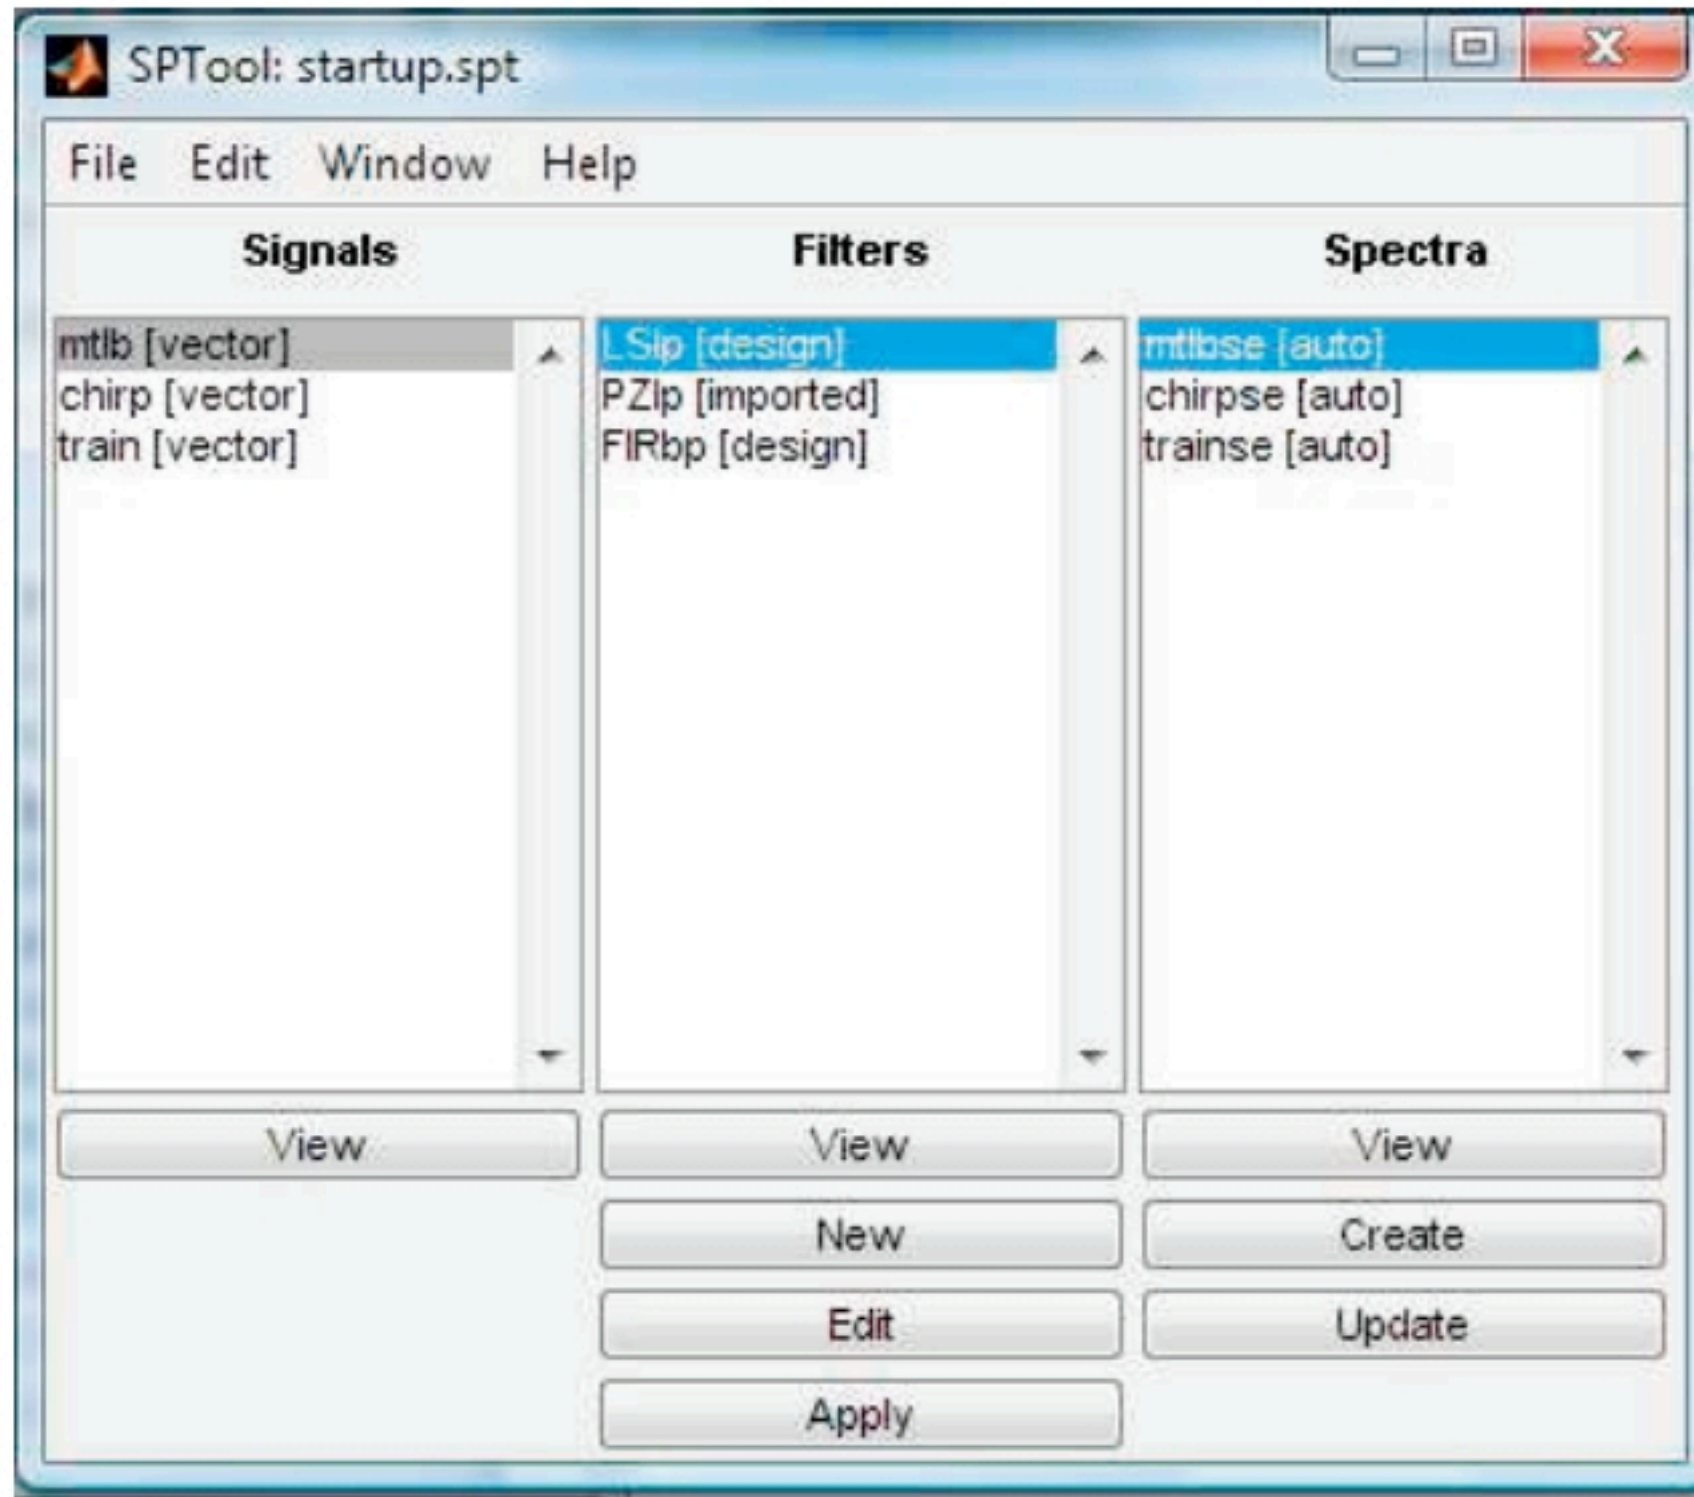 SPTool: startup.spt
File Edit Window Help
Signals Filters Spectra
mtlb [vector]
chirp [vector]
train [vector]
LSlp [design]
PZlp [imported]
FIRbp [design]
mtlbse [auto]
chirpse [auto]
trainse [auto]
View View View
New Create
Edit Update
Apply